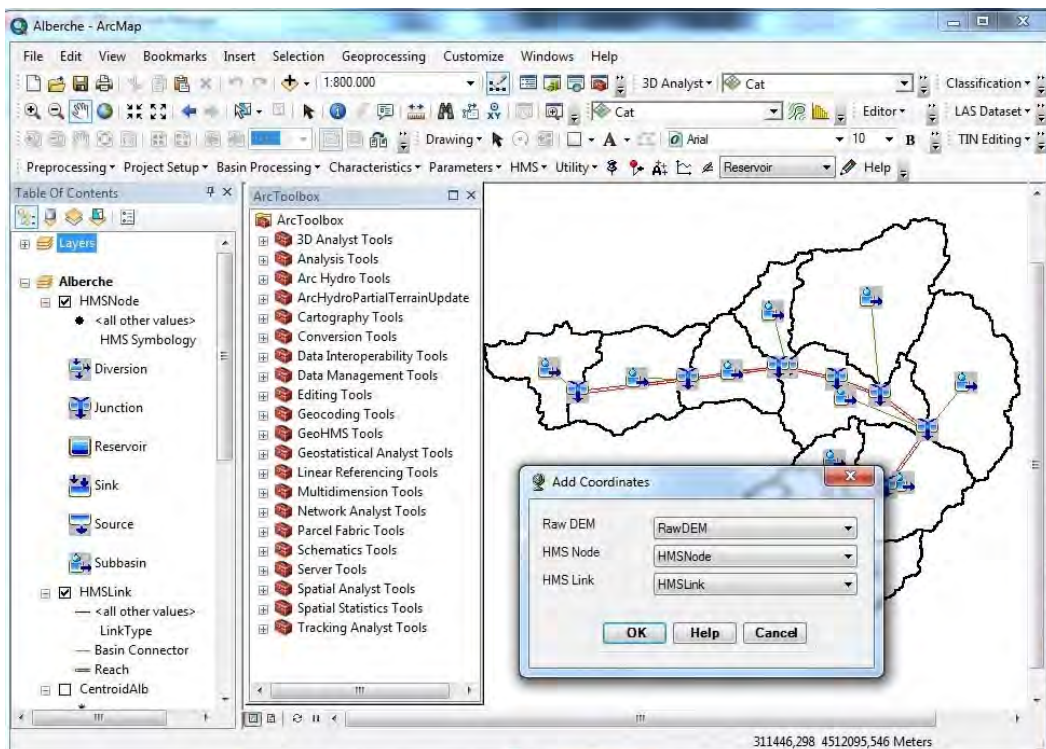 Alberche - ArcMap
File Edit View Bookmarks Insert Selection Geoprocessing Customize Windows Help
1:800.000 3D Analyst Cat Classification
Cat Editor LAS Dataset
Drawing A Arial 10 B TIN Editing
Preprocessing Project Setup Basin Processing Characteristics Parameters HMS Utility Reservoir Help
Table Of Contents
Layers
Alberche
HMSNode
<all other values>
HMS Symbology
Diversion
Junction
Reservoir
Sink
Source
Subbasin
HMSLink
<all other values>
LinkType
Basin Connector
Reach
CentroidAlb
ArcToolbox
ArcToolbox
3D Analyst Tools
Analysis Tools
Arc Hydro Tools
ArcHydroPartialTerrainUpdate
Cartography Tools
Conversion Tools
Data Interoperability Tools
Data Management Tools
Editing Tools
Geocoding Tools
GeoHMS Tools
Geostatistical Analyst Tools
Linear Referencing Tools
Multidimension Tools
Network Analyst Tools
Parcel Fabric Tools
Schematics Tools
Server Tools
Spatial Analyst Tools
Spatial Statistics Tools
Tracking Analyst Tools
Add Coordinates
Raw DEM RawDEM
HMS Node HMSNode
HMS Link HMSLink
OK Help Cancel
311446,298 4512095,546 Meters